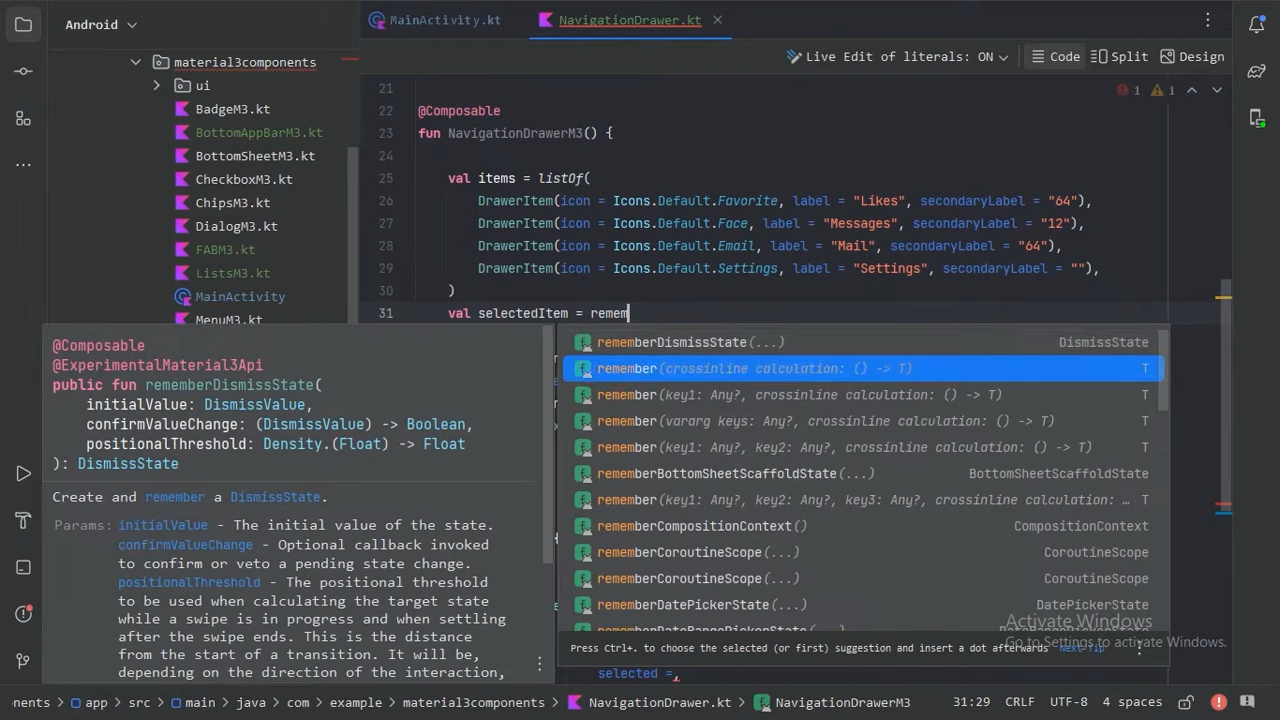 Android
MainActivity.kt
NavigationDrawer.kt
Live Edit of literals: ON
Code
Split
Design
material3components
ui
BadgeM3.kt
BottomAppBarM3.kt
BottomSheetM3.kt
CheckboxM3.kt
ChipsM3.kt
DialogM3.kt
FABM3.kt
ListsM3.kt
MainActivity
MenuM3.kt
1 1
21
22 @Composable
23 fun NavigationDrawerM3() {
24
25 val items = listOf(
26 DrawerItem(icon = Icons.Default.Favorite, label = "Likes", secondaryLabel = "64"),
27 DrawerItem(icon = Icons.Default.Face, label = "Messages", secondaryLabel = "12"),
28 DrawerItem(icon = Icons.Default.Email, label = "Mail", secondaryLabel = "64"),
29 DrawerItem(icon = Icons.Default.Settings, label = "Settings", secondaryLabel = ""),
30 )
31 val selectedItem = remem
@Composable
@ExperimentalMaterial3Api
public fun rememberDismissState(
initialValue: DismissValue,
confirmValueChange: (DismissValue) -> Boolean,
positionalThreshold: Density.(Float) -> Float
): DismissState
Create and remember a DismissState.
Params: initialValue - The initial value of the state.
confirmValueChange - Optional callback invoked
to confirm or veto a pending state change.
positionalThreshold - The positional threshold
to be used when calculating the target state
while a swipe is in progress and when settling
after the swipe ends. This is the distance
from the start of a transition. It will be,
depending on the direction of the interaction,
rememberDismissState(...) DismissState
remember(crossinline calculation: () -> T) T
remember(key1: Any?, crossinline calculation: () -> T) T
remember(vararg keys: Any?, crossinline calculation: () -> T) T
remember(key1: Any?, key2: Any?, crossinline calculation: () -> T) T
rememberBottomSheetScaffoldState(...) BottomSheetScaffoldState
remember(key1: Any?, key2: Any?, key3: Any?, crossinline calculation: ...
rememberCompositionContext() CompositionContext
rememberCoroutineScope(...) CoroutineScope
rememberCoroutineScope(...) CoroutineScope
rememberDatePickerState(...) DatePickerState
rememberDateRangePickerState(...)
Activate Windows
Go to Settings to activate Windows.
Press Ctrl+. to choose the selected (or first) suggestion and insert a dot afterwards Next Tip
selected =,
nents > app > src > main > java > com > example > material3components > NavigationDrawer.kt > NavigationDrawerM3
31:29 CRLF UTF-8 4 spaces